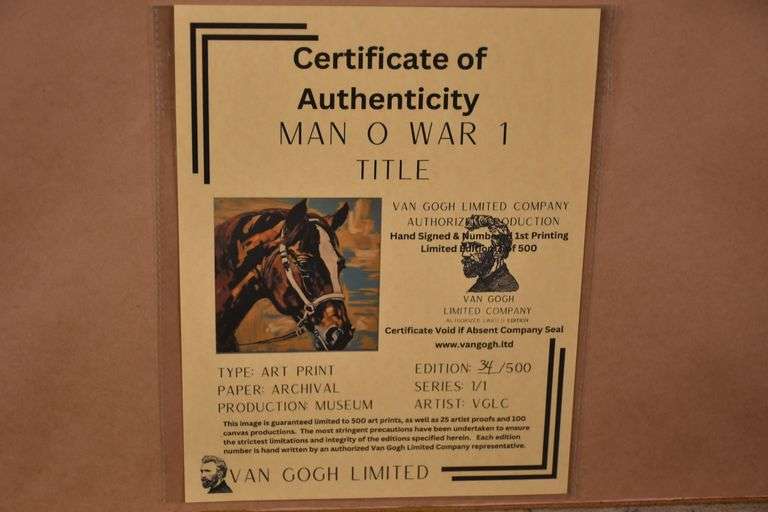 Certificate of
Authenticity
MAN O WAR 1
TITLE
VAN GOGH LIMITED COMPANY
Hand Signed & 1st Printing
Limited of 500
VAN GOGH
LIMITED COMPANY
EDITION
Certificate Void if Absent Company Seal
www.vangogh.ltd
TYPE: ART PRINT
PAPER: ARCHIVAL
PRODUCTION: MUSEUM
EDITION: 34/500
SERIES: 1/1
ARTIST: VGLC
This image is guaranteed limited to 500 art prints, as well as 25 artist proofs and 100
canvas productions. The most stringent precautions have been undertaken to ensure
the strictest limitations and integrity of the editions specified herein. Each edition
number is hand written by an authorized Van Gogh Limited Company representative.
VAN GOGH LIMITED